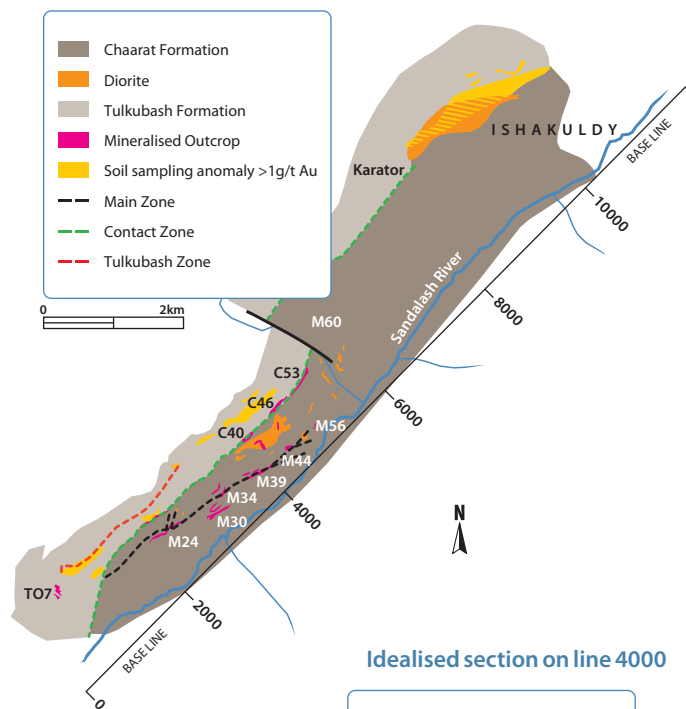 Chaarat Formation
Diorite
Tulkubash Formation
Mineralised Outcrop
Soil sampling anomaly >1g/t Au
Main Zone
Contact Zone
Tulkubash Zone
0
2km
ISHAKULDY
BASE LINE
Karator
10000
Sandalash River
8000
M60
C53
6000
C46
C40
M56
M44
M39
4000
M34
M30
N
M24
TO7
2000
BASE LINE
0
Idealised section on line 4000